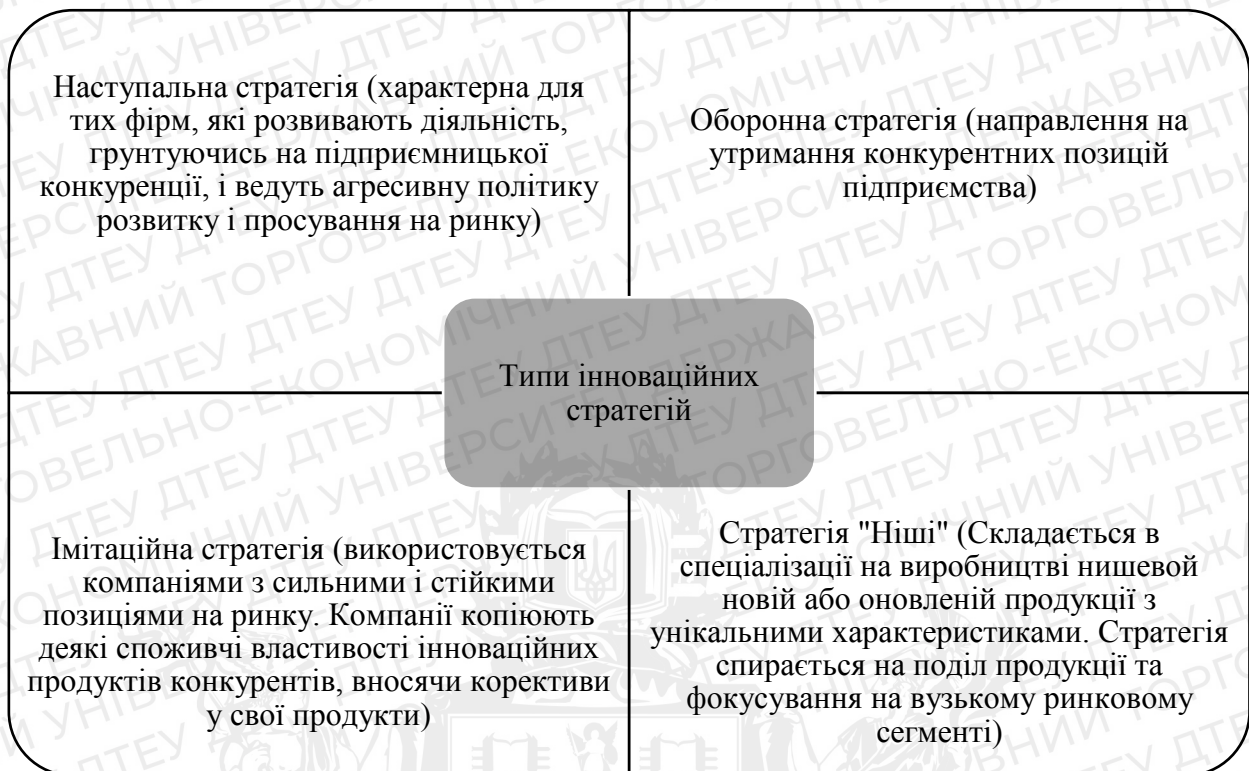 Наступальна стратегія (характерна для
тих фірм, які розвивають діяльність,
грунтуючись на підприємницької
конкуренції, і ведуть агресивну політику
розвитку і просування на ринку)
Оборонна стратегія (направлення на
утримання конкурентних позицій
підприємства)
Типи інноваційних
стратегій
Імітаційна стратегія (використовується
компаніями з сильними і стійкими
позиціями на ринку. Компанії копіюють
деякі споживчі властивості інноваційних
продуктів конкурентів, вносячи корективи
у свої продукти)
Стратегія "Ніші" (Складається в
спеціалізації на виробництві нишевой
новій або оновленій продукції з
унікальними характеристиками. Стратегія
спирається на поділ продукції та
фокусування на вузькому ринковому
сегменті)